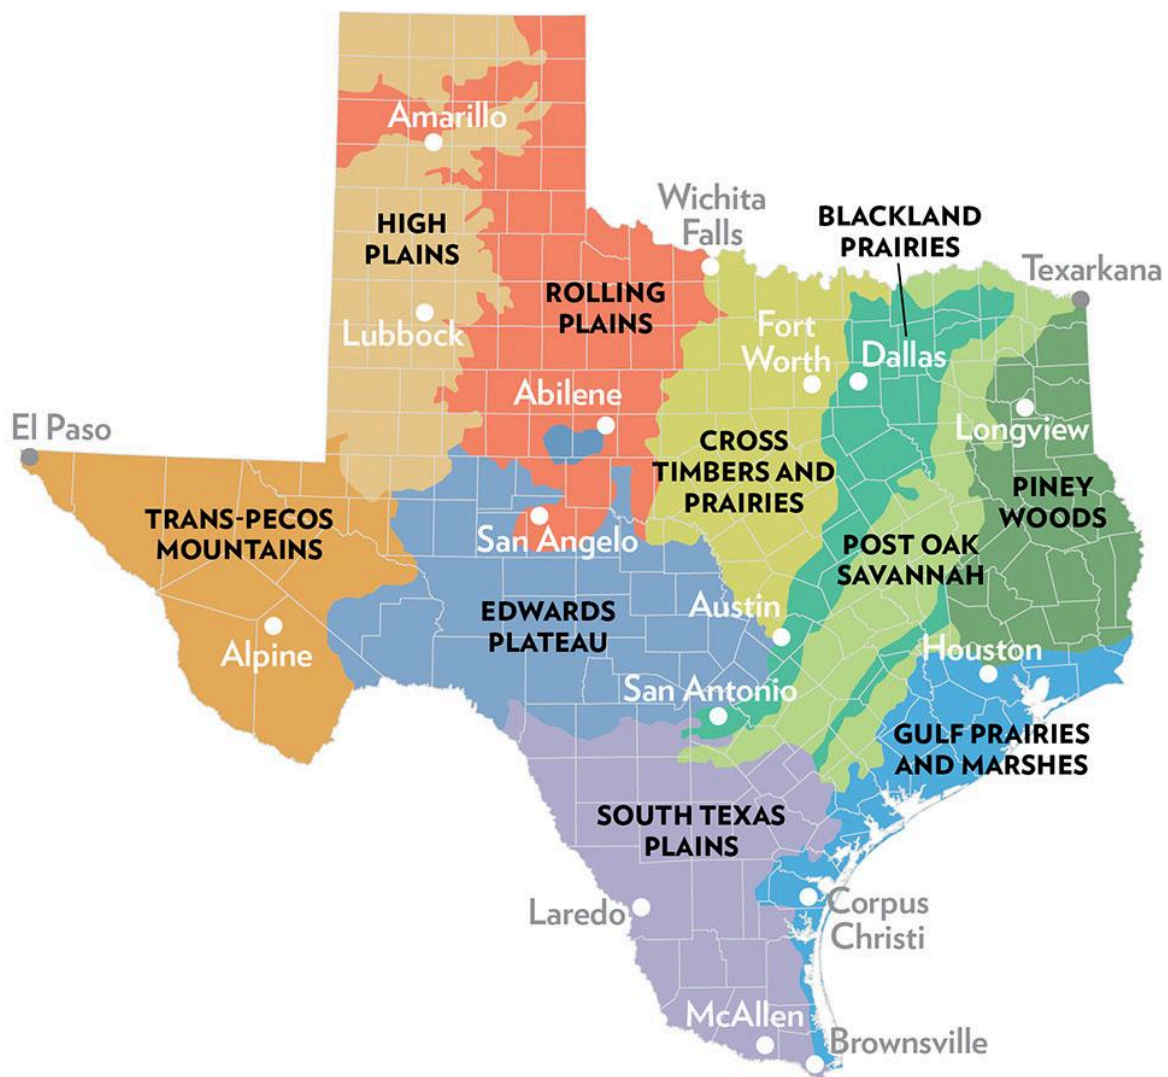 Amarillo
HIGH
PLAINS
Wichita
Falls
BLACKLAND
PRAIRIES
Texarkana
ROLLING
PLAINS
Lubbock
Fort
Worth
Dallas
Abilene
Longview
El Paso
CROSS
TIMBERS AND
PRAIRIES
PINEY
WOODS
TRANS-PECOS
MOUNTAINS
San Angelo
POST OAK
SAVANNAH
EDWARDS
PLATEAU
Austin
Alpine
Houston
San Antonio
GULF PRAIRIES
AND MARSHES
SOUTH TEXAS
PLAINS
Laredo
Corpus
Christi
McAllen
Brownsville